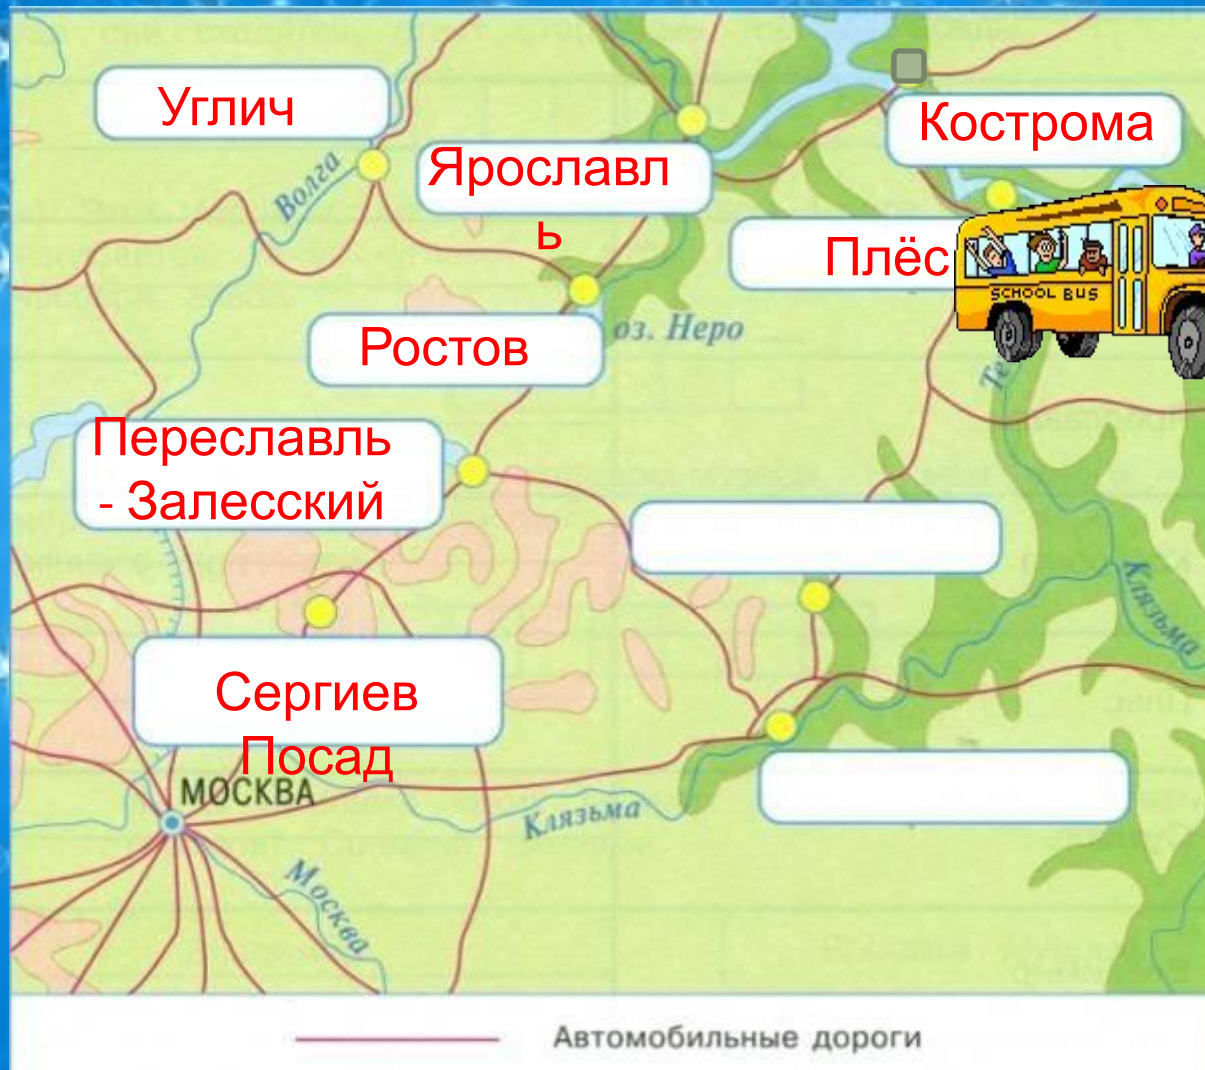 Углич
Кострома
Ярославл
ь
Волга
Плёс
SCHOOL BUS
оз. Неро
Ростов
Те
Переславль
- Залесский
Клязьма
Сергиев
Посад
МОСКВА
Клязьма
Москва
Автомобильные дороги